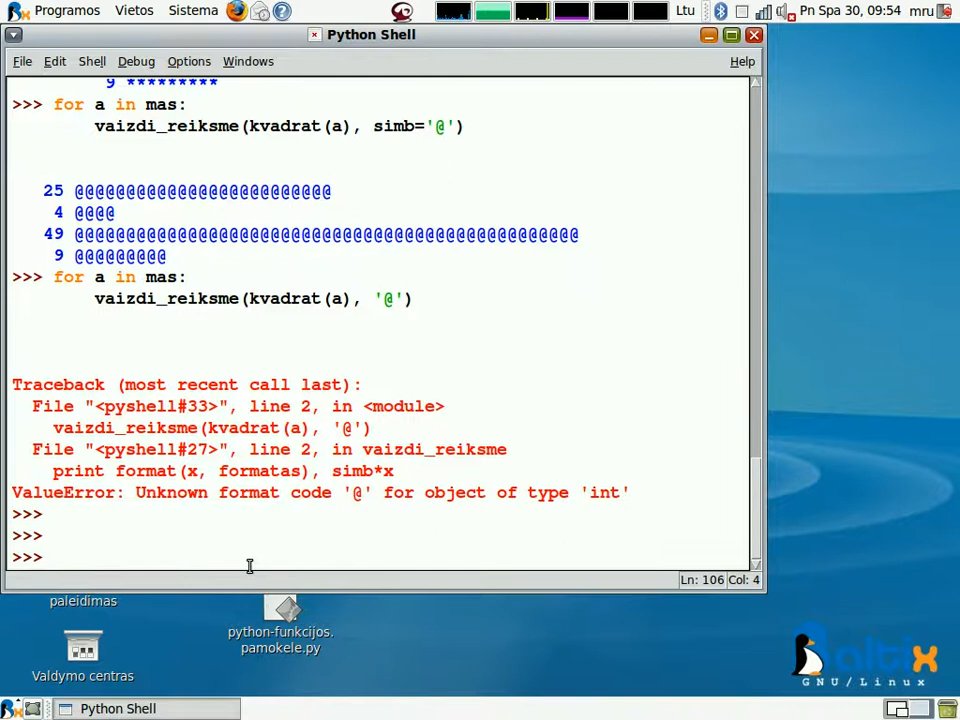 Programos Vietos Sistema Ltu Pn Spa 30, 09:54 mru
Python Shell
File Edit Shell Debug Options Windows Help
9 *********
>>> for a in mas:
vaizdi_reiksme(kvadrat(a), simb='@')
25 @@@@@@@@@@@@@@@@@@@@@@@@@
4 @@@@
49 @@@@@@@@@@@@@@@@@@@@@@@@@@@@@@@@@@@@@@@@@@@@@@@@@
9 @@@@@@@@@
>>> for a in mas:
vaizdi_reiksme(kvadrat(a), '@')
Traceback (most recent call last):
File "<pyshell#33>", line 2, in <module>
vaizdi_reiksme(kvadrat(a), '@')
File "<pyshell#27>", line 2, in vaizdi_reiksme
print format(x, formatas), simb*x
ValueError: Unknown format code '@' for object of type 'int'
>>>
>>>
>>>
Ln: 106 Col: 4
paleidimas
python-funkcijos.
pamokele.py
Valdymo centras
Baltix
GNU/Linux
Python Shell